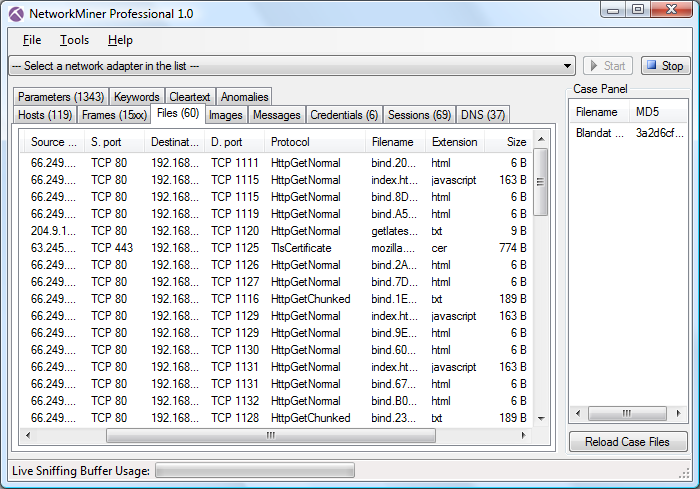 NetworkMiner Professional 1.0
File Tools Help
--- Select a network adapter in the list --- Start Stop
Parameters (1343) Keywords Cleartext Anomalies
Hosts (119) Frames (15xx) Files (60) Images Messages Credentials (6) Sessions (69) DNS (37)
Source ... S. port Destinat... D. port Protocol Filename Extension Size
66.249.... TCP 80 192.168... TCP 1111 HttpGetNormal bind.20... html 6 B
66.249.... TCP 80 192.168... TCP 1115 HttpGetNormal index.ht... javascript 163 B
66.249.... TCP 80 192.168... TCP 1115 HttpGetNormal bind.8D... html 6 B
66.249.... TCP 80 192.168... TCP 1119 HttpGetNormal bind.A5... html 6 B
204.9.1... TCP 80 192.168... TCP 1120 HttpGetNormal getlates... txt 9 B
63.245.... TCP 443 192.168... TCP 1125 TlsCertificate mozilla.... cer 774 B
66.249.... TCP 80 192.168... TCP 1126 HttpGetNormal bind.2A... html 6 B
66.249.... TCP 80 192.168... TCP 1127 HttpGetNormal bind.7D... html 6 B
66.249.... TCP 80 192.168... TCP 1116 HttpGetChunked bind.1E... txt 189 B
66.249.... TCP 80 192.168... TCP 1129 HttpGetNormal index.ht... javascript 163 B
66.249.... TCP 80 192.168... TCP 1129 HttpGetNormal bind.9E... html 6 B
66.249.... TCP 80 192.168... TCP 1130 HttpGetNormal bind.60... html 6 B
66.249.... TCP 80 192.168... TCP 1131 HttpGetNormal index.ht... javascript 163 B
66.249.... TCP 80 192.168... TCP 1131 HttpGetNormal bind.67... html 6 B
66.249.... TCP 80 192.168... TCP 1132 HttpGetNormal bind.B0... html 6 B
66.249.... TCP 80 192.168... TCP 1128 HttpGetChunked bind.23... txt 189 B
Case Panel
Filename MD5
Blandat ... 3a2d6cf...
Reload Case Files
Live Sniffing Buffer Usage: